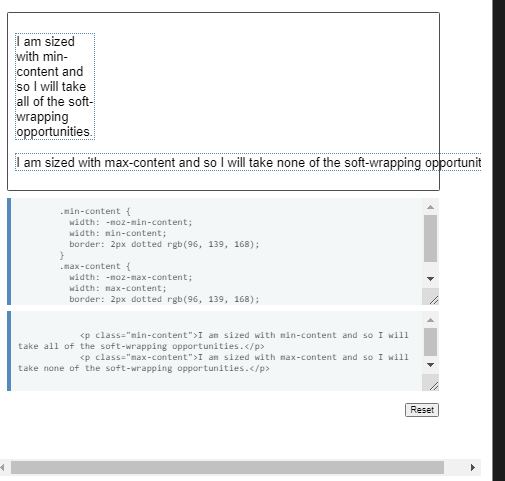 I am sized
with min-
content and
so I will take
all of the soft-
wrapping
opportunities.
I am sized with max-content and so I will take none of the soft-wrapping opportunit
.min-content {
width: -moz-min-content;
width: min-content;
border: 2px dotted rgb(96, 139, 168);
}
.max-content {
width: -moz-max-content;
width: max-content;
border: 2px dotted rgb(96, 139, 168);
<p class="min-content">I am sized with min-content and so I will
take all of the soft-wrapping opportunities.</p>
<p class="max-content">I am sized with max-content and so I will
take none of the soft-wrapping opportunities.</p>
Reset